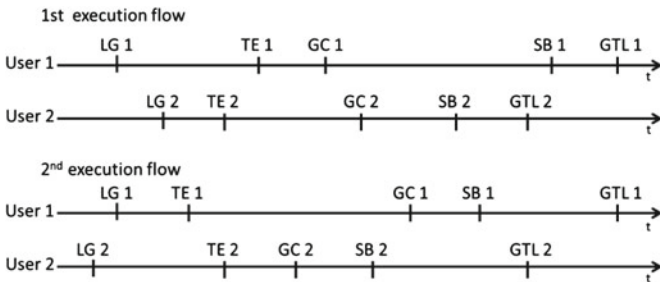 1st execution flow
LG 1 TE 1 GC 1 SB 1 GTL 1
User 1
t
LG 2 TE 2 GC 2 SB 2 GTL 2
User 2
t
2nd execution flow
LG 1 TE 1 GC 1 SB 1 GTL 1
User 1
t
LG 2 TE 2 GC 2 SB 2 GTL 2
User 2
t